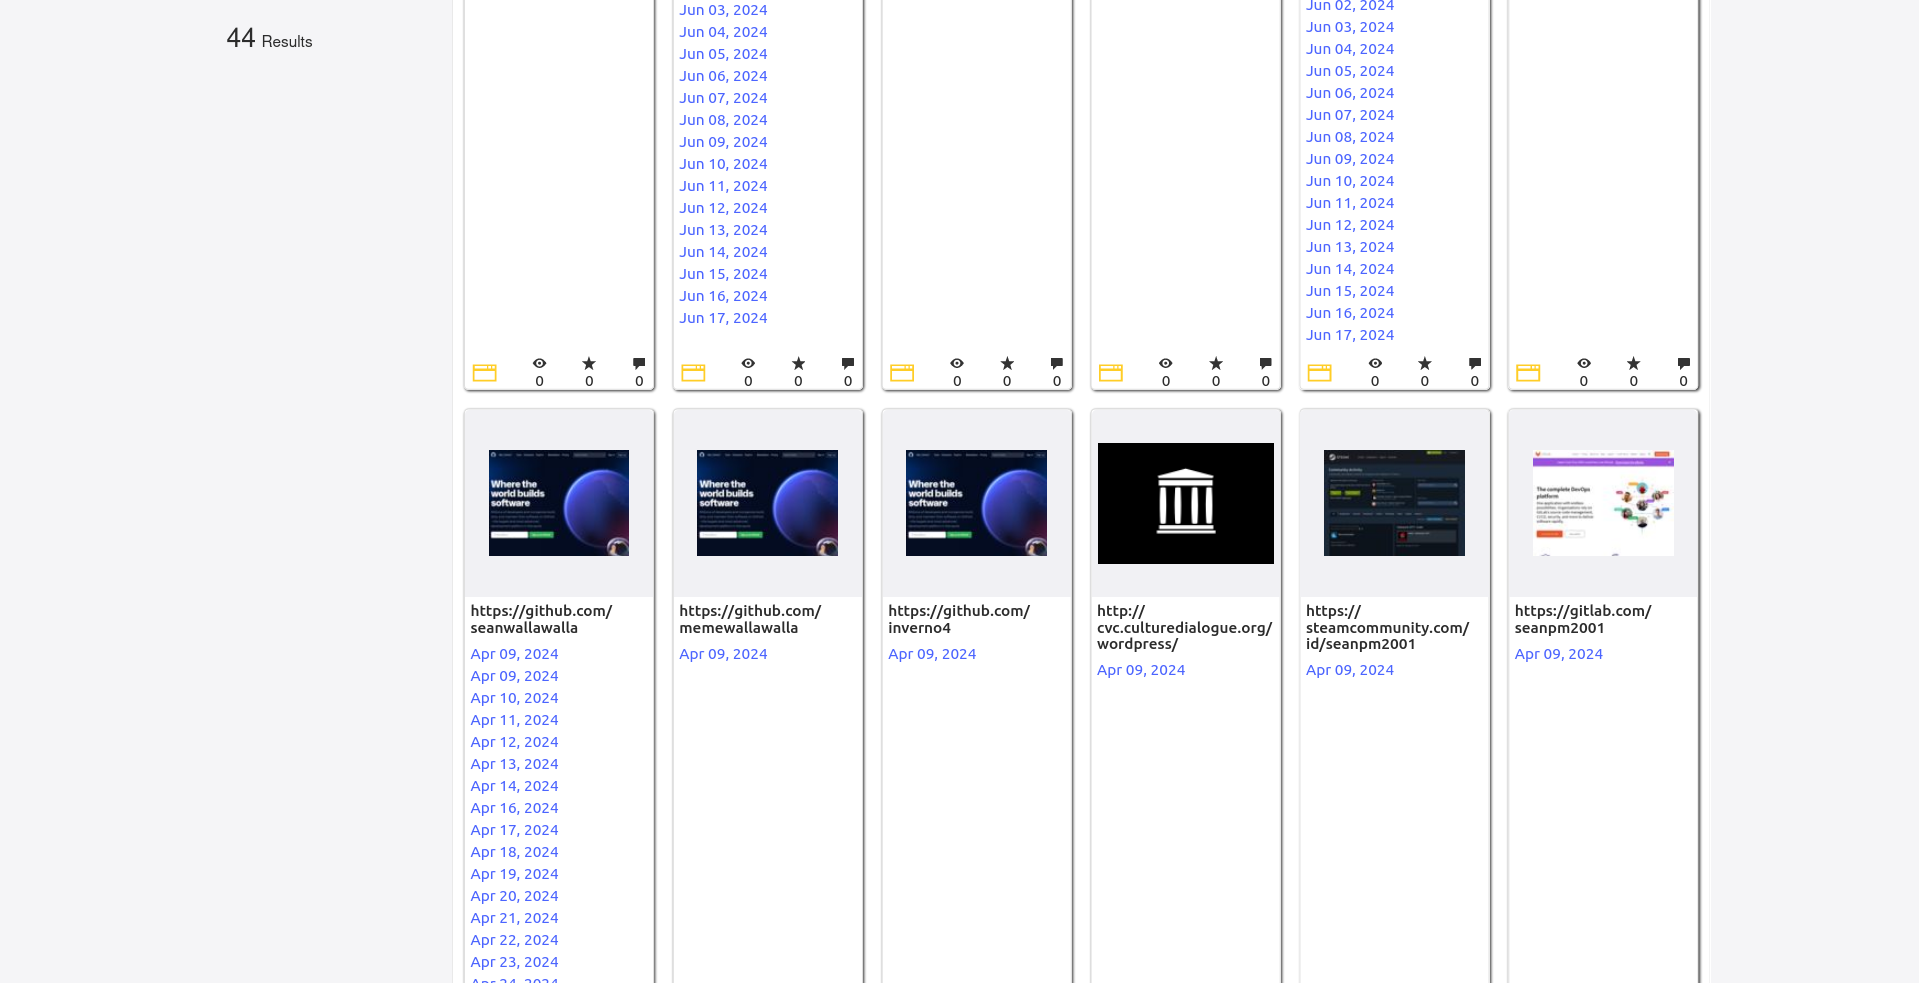 44 Results
Jun 03, 2024
Jun 04, 2024
Jun 05, 2024
Jun 06, 2024
Jun 07, 2024
Jun 08, 2024
Jun 09, 2024
Jun 10, 2024
Jun 11, 2024
Jun 12, 2024
Jun 13, 2024
Jun 14, 2024
Jun 15, 2024
Jun 16, 2024
Jun 17, 2024
Jun 02, 2024
Jun 03, 2024
Jun 04, 2024
Jun 05, 2024
Jun 06, 2024
Jun 07, 2024
Jun 08, 2024
Jun 09, 2024
Jun 10, 2024
Jun 11, 2024
Jun 12, 2024
Jun 13, 2024
Jun 14, 2024
Jun 15, 2024
Jun 16, 2024
Jun 17, 2024
0 0 0
0 0 0
0 0 0
0 0 0
0 0 0
0 0 0
Where the
world builds
software
https://github.com/
seanwallawalla
Apr 09, 2024
Apr 09, 2024
Apr 10, 2024
Apr 11, 2024
Apr 12, 2024
Apr 13, 2024
Apr 14, 2024
Apr 16, 2024
Apr 17, 2024
Apr 18, 2024
Apr 19, 2024
Apr 20, 2024
Apr 21, 2024
Apr 22, 2024
Apr 23, 2024
Apr 24, 2024
Where the
world builds
software
https://github.com/
memewallawalla
Apr 09, 2024
Where the
world builds
software
https://github.com/
inverno4
Apr 09, 2024
http://
cvc.culturedialogue.org/
wordpress/
Apr 09, 2024
https://
steamcommunity.com/
id/seanpm2001
Apr 09, 2024
The complete DevOps
platform
https://gitlab.com/
seanpm2001
Apr 09, 2024